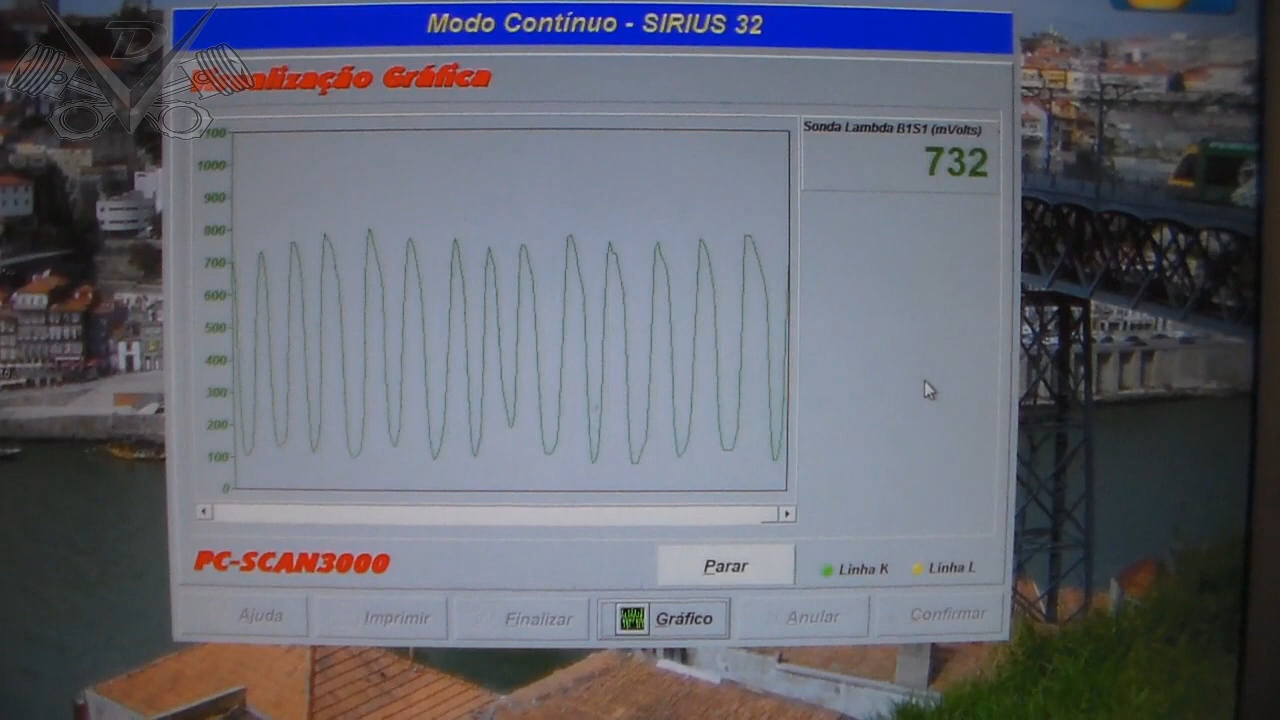 Modo Contínuo - SIRIUS 32
Visualização Gráfica
Sonda Lambda B1S1 (mVolts)
732
1100
1000
900
800
700
600
500
400
300
200
100
0
PC-SCAN3000
Parar
Linha K
Linha L
Ajuda
Imprimir
Finalizar
Gráfico
Anular
Confirmar